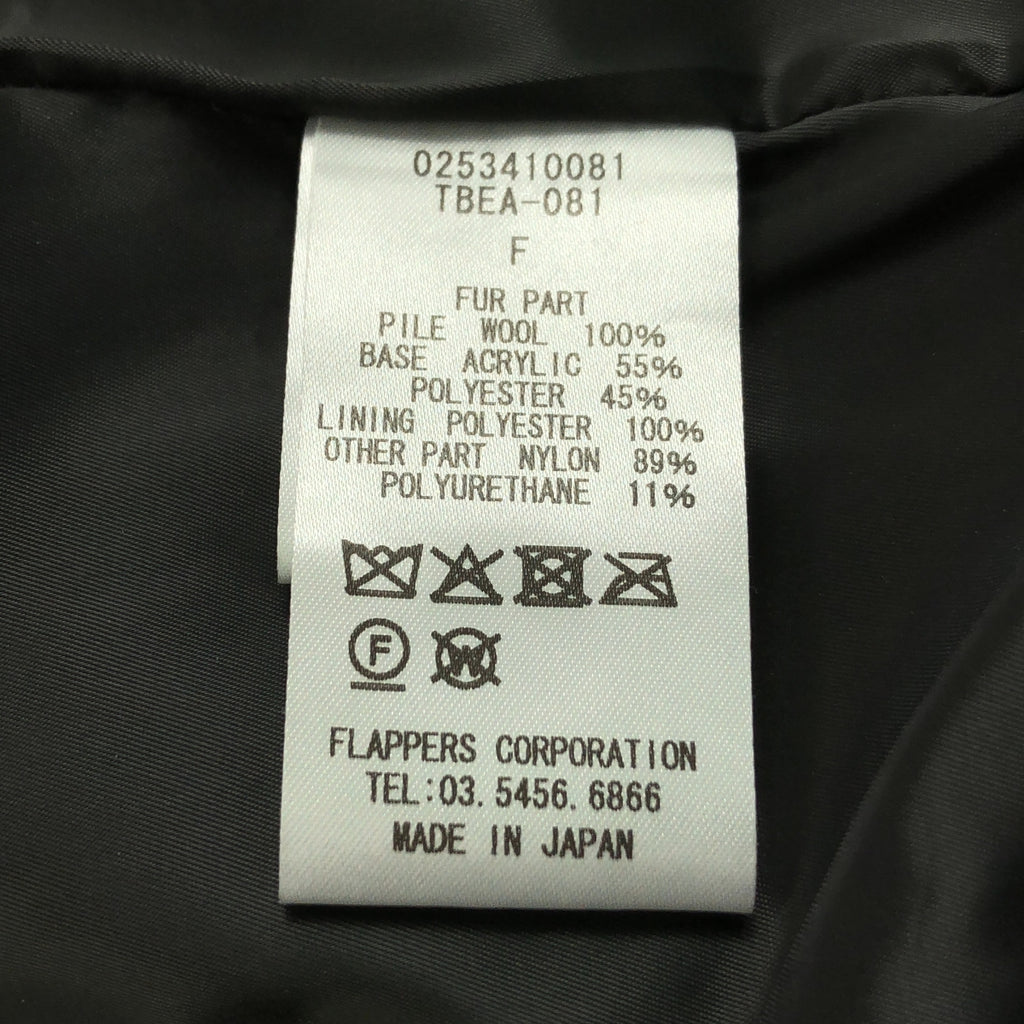 0253410081
TBEA-081
F
FUR PART
PILE WOOL 100%
BASE ACRYLIC 55%
POLYESTER 45%
LINING POLYESTER 100%
OTHER PART NYLON 89%
POLYURETHANE 11%
F W
FLAPPERS CORPORATION
TEL:03.5456.6866
MADE IN JAPAN